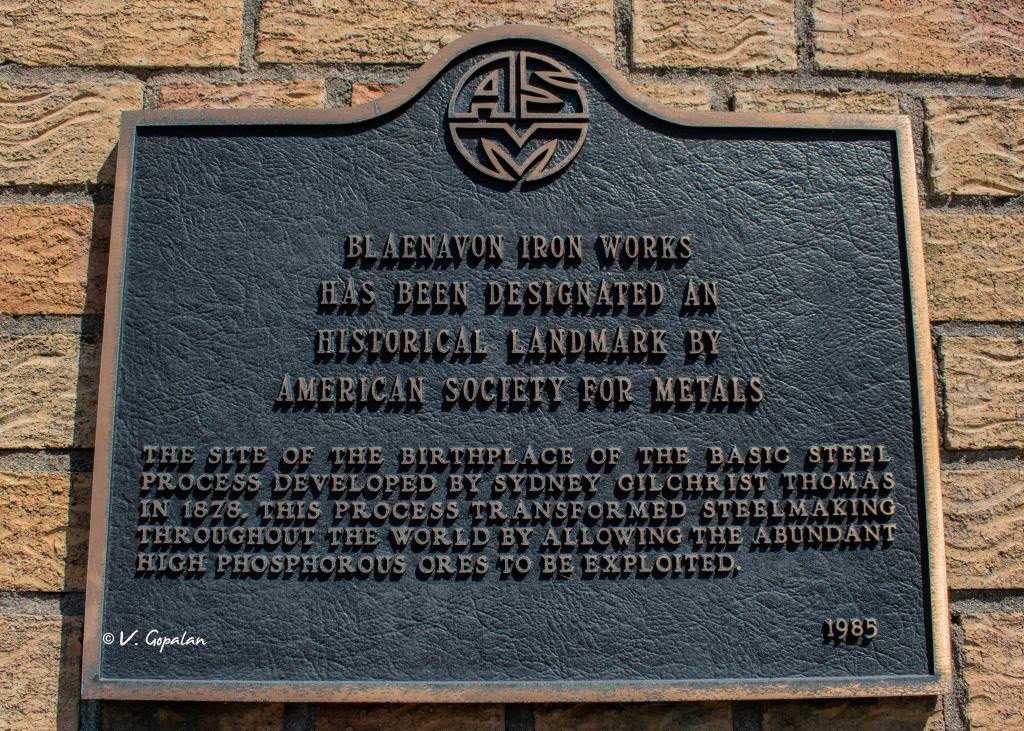 ASM
BLAENAVON IRON WORKS
HAS BEEN DESIGNATED AN
HISTORICAL LANDMARK BY
AMERICAN SOCIETY FOR METALS
THE SITE OF THE BIRTHPLACE OF THE BASIC STEEL
PROCESS DEVELOPED BY SYDNEY GILCHRIST THOMAS
IN 1878. THIS PROCESS TRANSFORMED STEELMAKING
THROUGHOUT THE WORLD BY ALLOWING THE ABUNDANT
HIGH PHOSPHOROUS ORES TO BE EXPLOITED.
1985
© V. Gopalan